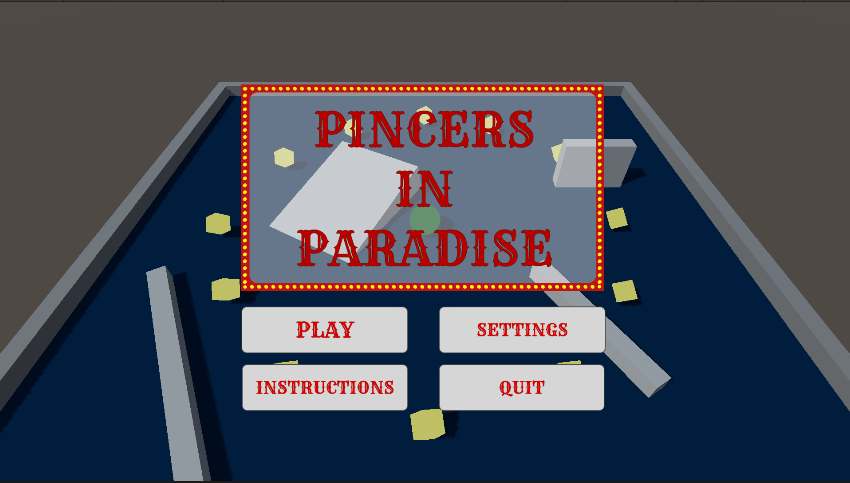 PINCERS
IN
PARADISE
PLAY
SETTINGS
INSTRUCTIONS
QUIT